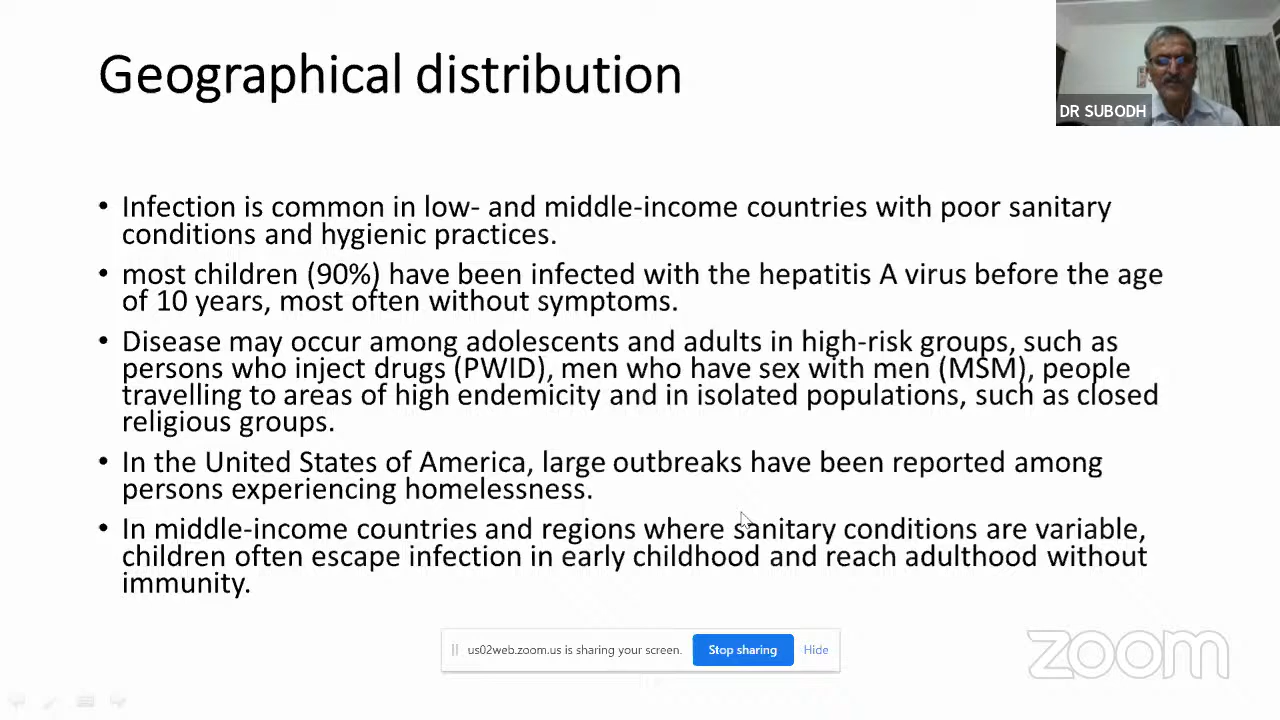 Geographical distribution
DR SUBODH
• Infection is common in low- and middle-income countries with poor sanitary
conditions and hygienic practices.
• most children (90%) have been infected with the hepatitis A virus before the age
of 10 years, most often without symptoms.
• Disease may occur among adolescents and adults in high-risk groups, such as
persons who inject drugs (PWID), men who have sex with men (MSM), people
travelling to areas of high endemicity and in isolated populations, such as closed
religious groups.
• In the United States of America, large outbreaks have been reported among
persons experiencing homelessness.
• In middle-income countries and regions where sanitary conditions are variable,
children often escape infection in early childhood and reach adulthood without
immunity.
us02web.zoom.us is sharing your screen. Stop sharing Hide
zoom